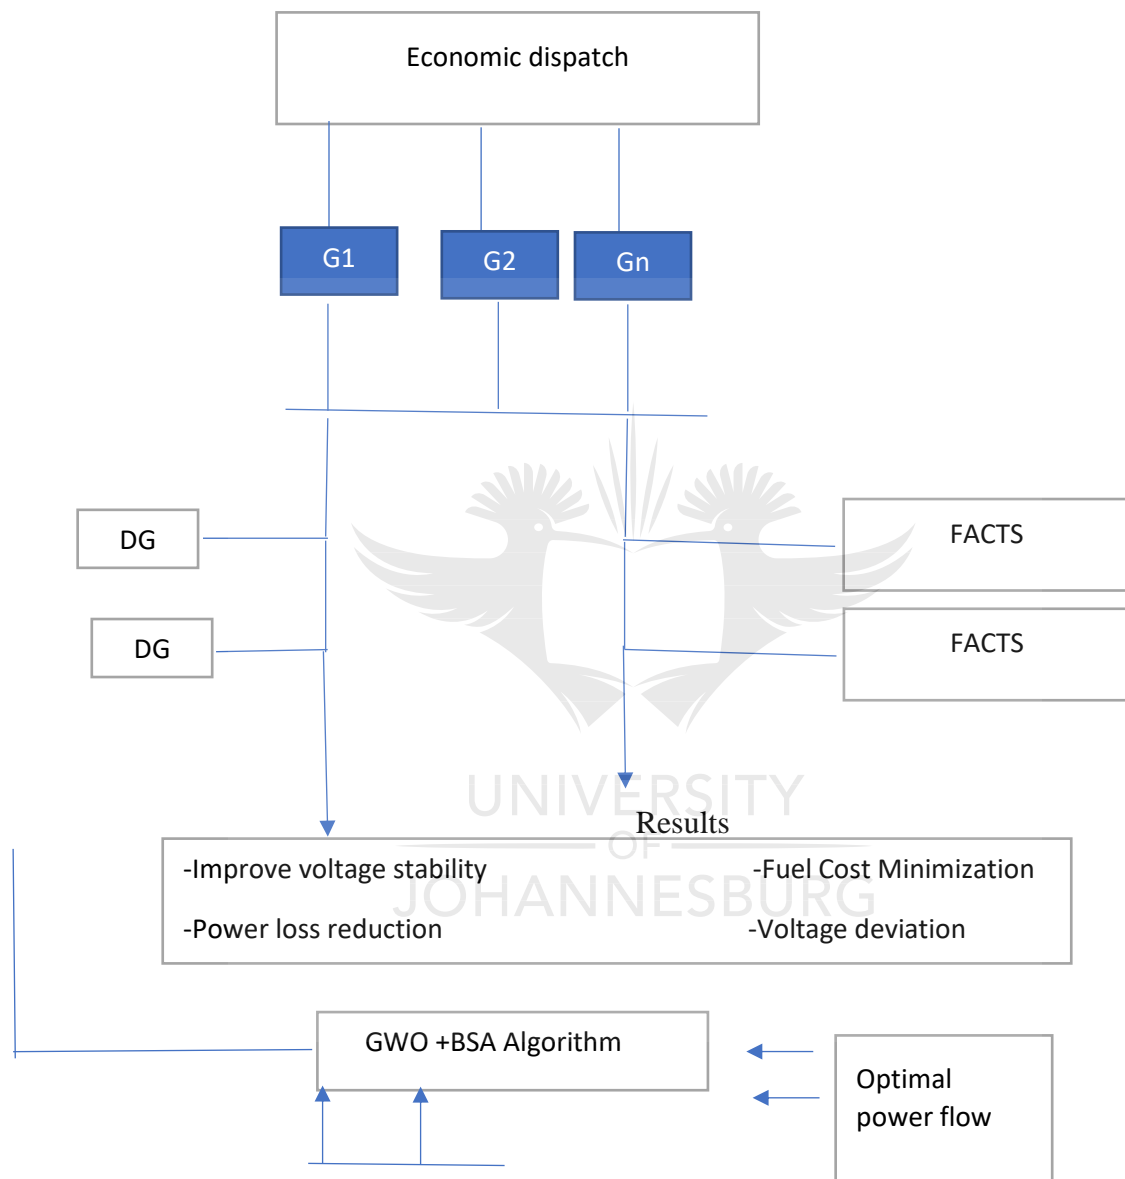 Economic dispatch
G1
G2
Gn
DG
FACTS
DG
FACTS
UNIVERSITY
OF
JOHANNESBURG
Results
-Improve voltage stability
-Fuel Cost Minimization
-Power loss reduction
-Voltage deviation
GWO +BSA Algorithm
Optimal
power flow